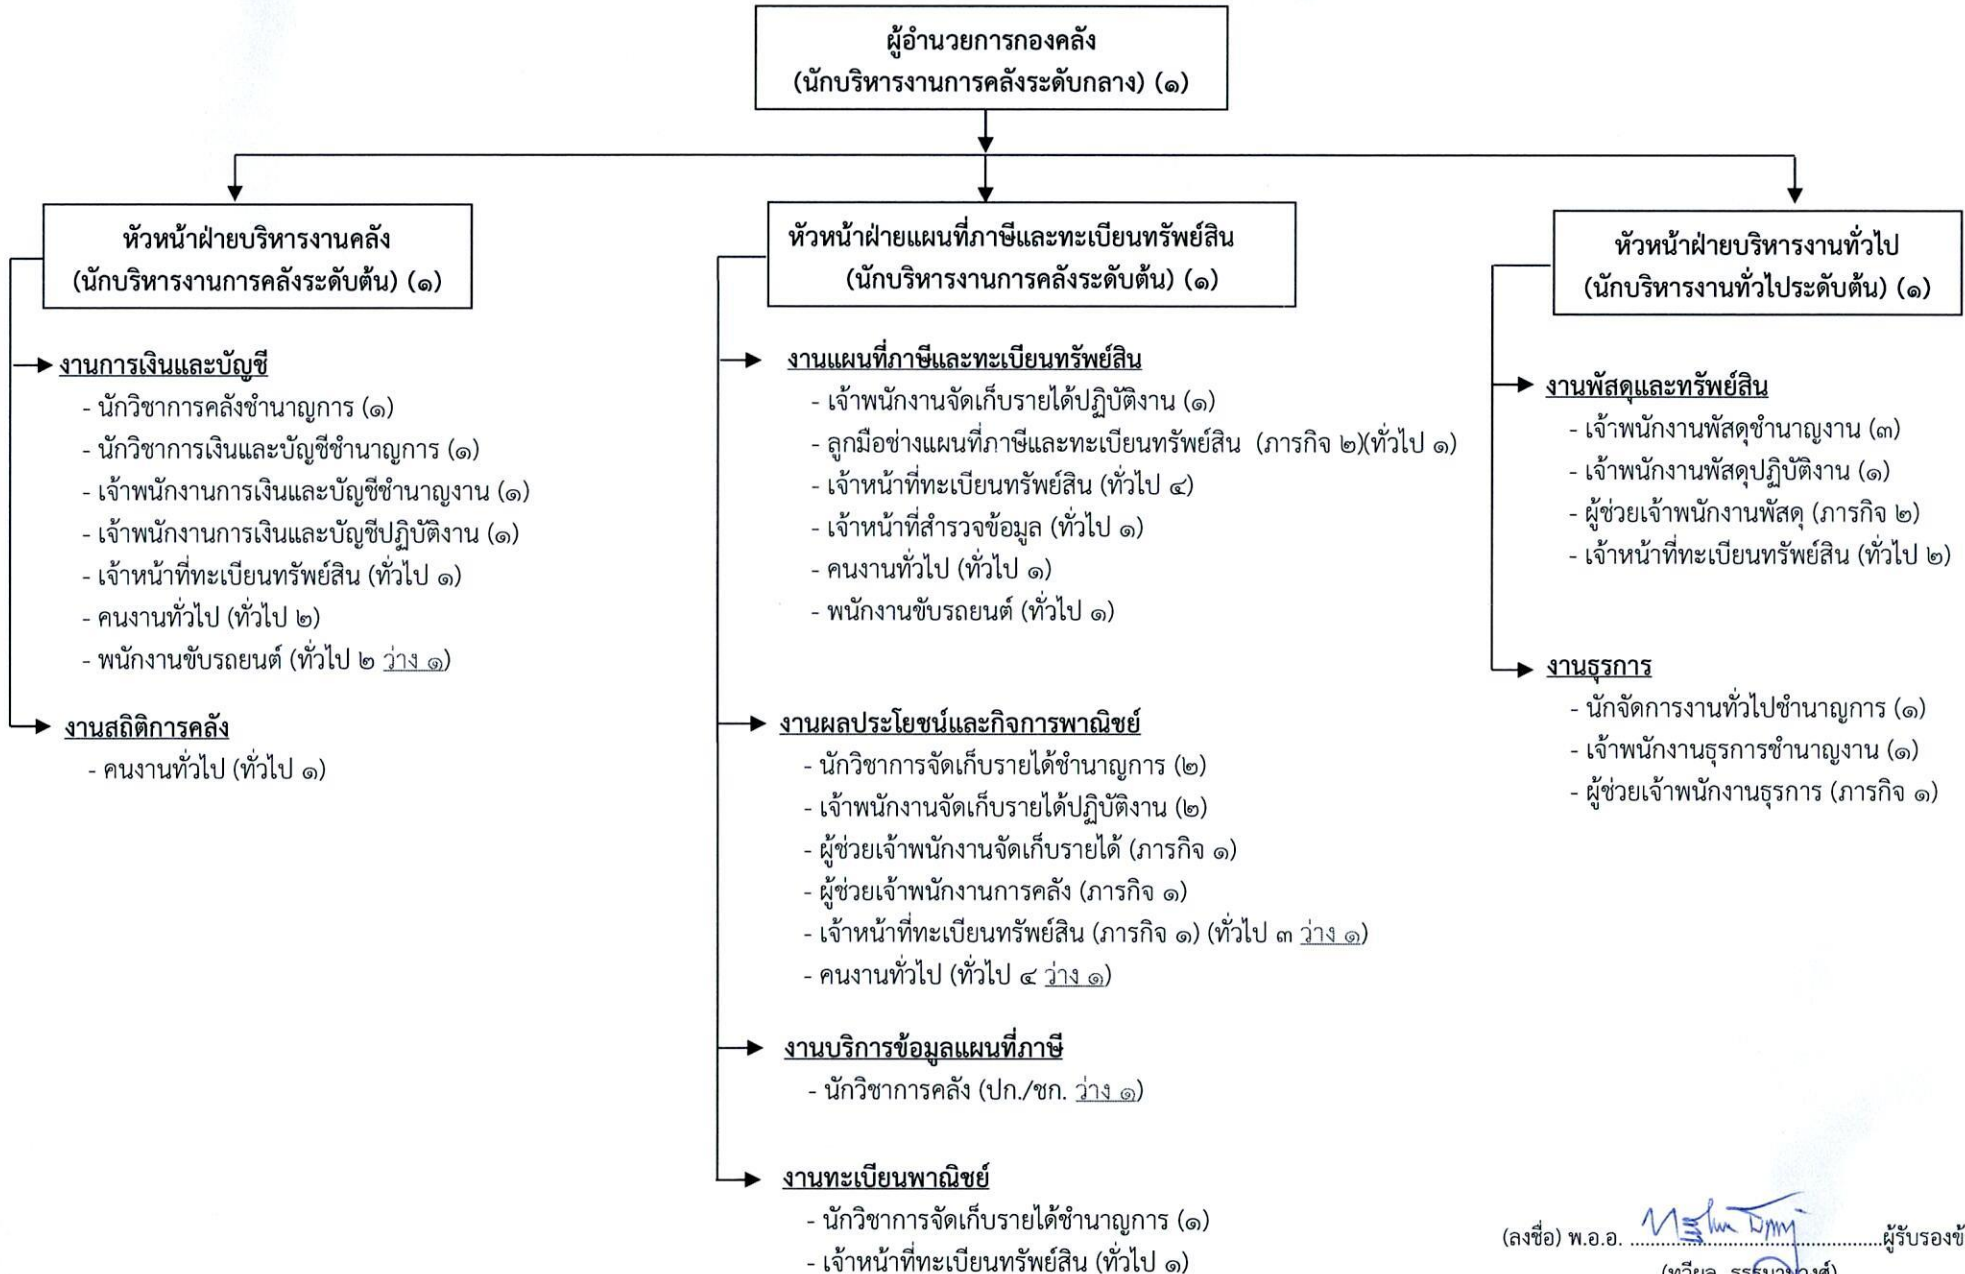 ผู้อำนวยการกองคลัง
(นักบริหารงานการคลังระดับกลาง) (๑)
หัวหน้าฝ่ายบริหารงานคลัง
(นักบริหารงานการคลังระดับต้น) (๑)
งานการเงินและบัญชี
- นักวิชาการคลังชำนาญการ (๑)
- นักวิชาการเงินและบัญชีชำนาญการ (๑)
- เจ้าพนักงานการเงินและบัญชีชำนาญงาน (๑)
- เจ้าพนักงานการเงินและบัญชีปฏิบัติงาน (๑)
- เจ้าหน้าที่ทะเบียนทรัพย์สิน (ทั่วไป ๑)
- คนงานทั่วไป (ทั่วไป ๒)
- พนักงานขับรถยนต์ (ทั่วไป ๒ ว่าง ๑)
งานสถิติการคลัง
- คนงานทั่วไป (ทั่วไป ๑)
หัวหน้าฝ่ายแผนที่ภาษีและทะเบียนทรัพย์สิน
(นักบริหารงานการคลังระดับต้น) (๑)
งานแผนที่ภาษีและทะเบียนทรัพย์สิน
- เจ้าพนักงานจัดเก็บรายได้ปฏิบัติงาน (๑)
- ลูกมือช่างแผนที่ภาษีและทะเบียนทรัพย์สิน (ภารกิจ ๒)(ทั่วไป ๑)
- เจ้าหน้าที่ทะเบียนทรัพย์สิน (ทั่วไป ๔)
- เจ้าหน้าที่สำรวจข้อมูล (ทั่วไป ๑)
- คนงานทั่วไป (ทั่วไป ๑)
- พนักงานขับรถยนต์ (ทั่วไป ๑)
งานผลประโยชน์และกิจการพาณิชย์
- นักวิชาการจัดเก็บรายได้ชำนาญการ (๒)
- เจ้าพนักงานจัดเก็บรายได้ปฏิบัติงาน (๒)
- ผู้ช่วยเจ้าพนักงานจัดเก็บรายได้ (ภารกิจ ๑)
- ผู้ช่วยเจ้าพนักงานการคลัง (ภารกิจ ๑)
- เจ้าหน้าที่ทะเบียนทรัพย์สิน (ภารกิจ ๑) (ทั่วไป ๓ ว่าง ๑)
- คนงานทั่วไป (ทั่วไป ๔ ว่าง ๑)
งานบริการข้อมูลแผนที่ภาษี
- นักวิชาการคลัง (ปก./ชก. ว่าง ๑)
งานทะเบียนพาณิชย์
- นักวิชาการจัดเก็บรายได้ชำนาญการ (๑)
- เจ้าหน้าที่ทะเบียนทรัพย์สิน (ทั่วไป ๑)
หัวหน้าฝ่ายบริหารงานทั่วไป
(นักบริหารงานทั่วไประดับต้น) (๑)
งานพัสดุและทรัพย์สิน
- เจ้าพนักงานพัสดุชำนาญงาน (๓)
- เจ้าพนักงานพัสดุปฏิบัติงาน (๑)
- ผู้ช่วยเจ้าพนักงานพัสดุ (ภารกิจ ๒)
- เจ้าหน้าที่ทะเบียนทรัพย์สิน (ทั่วไป ๒)
งานธุรการ
- นักจัดการงานทั่วไปชำนาญการ (๑)
- เจ้าพนักงานธุรการชำนาญงาน (๑)
- ผู้ช่วยเจ้าพนักงานธุรการ (ภารกิจ ๑)
(ลงชื่อ) พ.อ.อ. ผู้รับรองข้